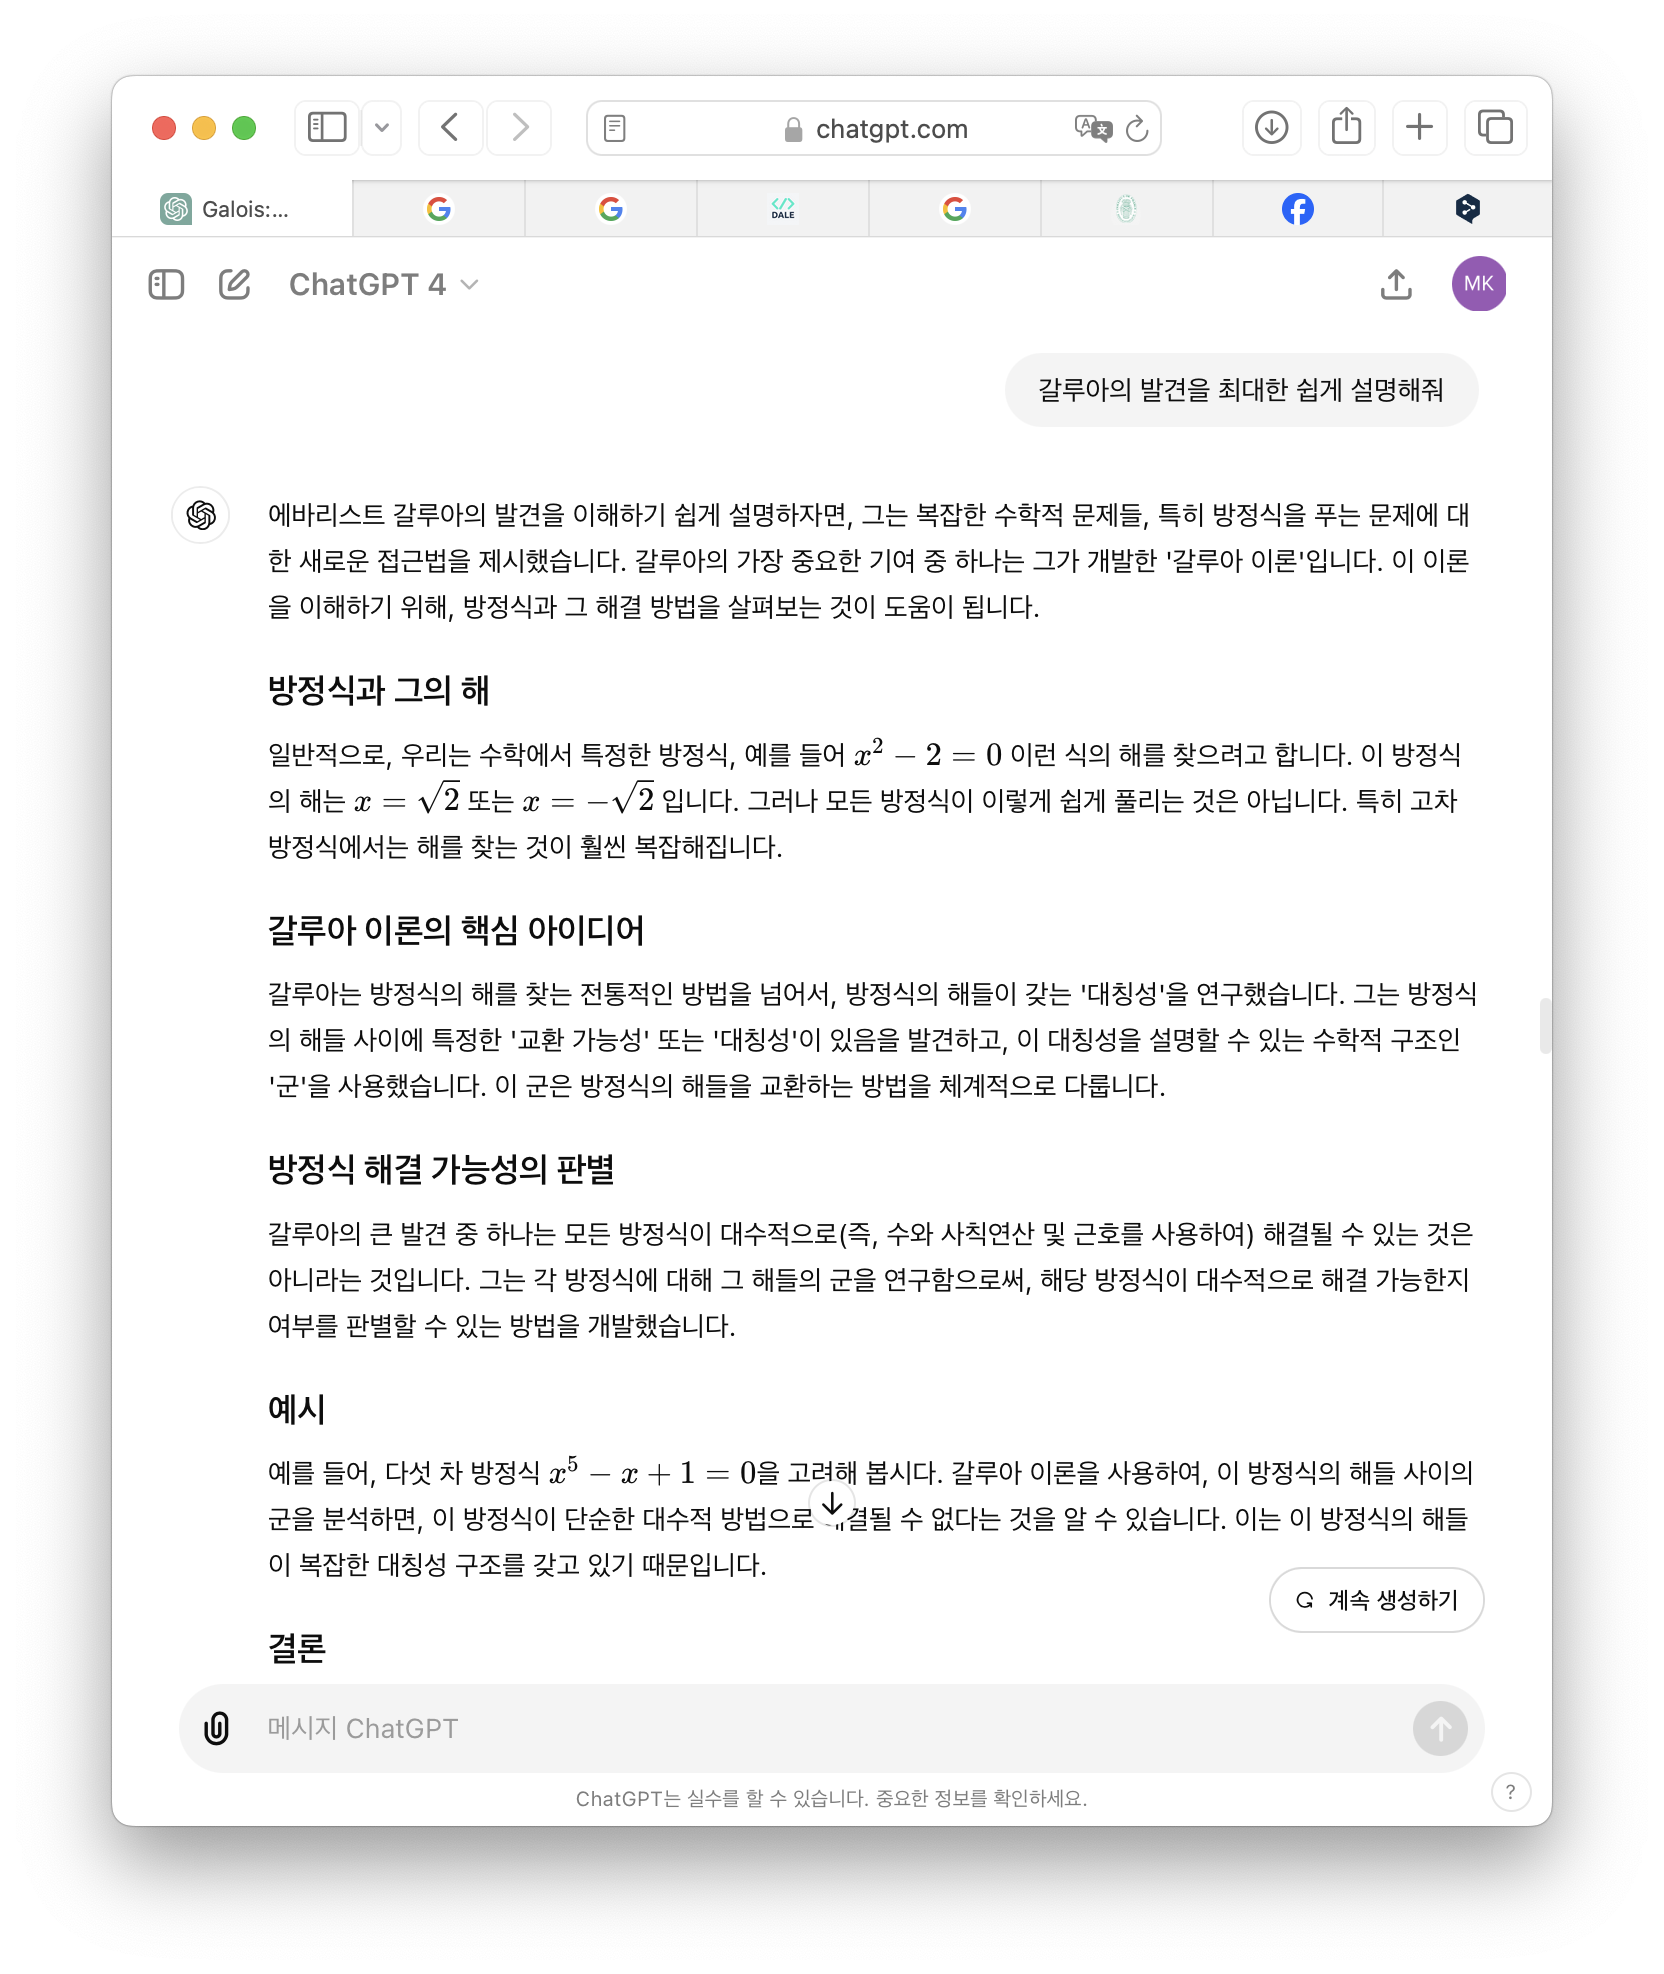 chatgpt.com
Galois:...
DALE
ChatGPT 4
MK
갈루아의 발견을 최대한 쉽게 설명해줘
에바리스트 갈루아의 발견을 이해하기 쉽게 설명하자면, 그는 복잡한 수학적 문제들, 특히 방정식을 푸는 문제에 대
한 새로운 접근법을 제시했습니다. 갈루아의 가장 중요한 기여 중 하나는 그가 개발한 '갈루아 이론'입니다. 이 이론
을 이해하기 위해, 방정식과 그 해결 방법을 살펴보는 것이 도움이 됩니다.
방정식과 그의 해
일반적으로, 우리는 수학에서 특정한 방정식, 예를 들어 x² − 2 = 0 이런 식의 해를 찾으려고 합니다. 이 방정식
의 해는 x = √2 또는 x = −√2 입니다. 그러나 모든 방정식이 이렇게 쉽게 풀리는 것은 아닙니다. 특히 고차
방정식에서는 해를 찾는 것이 훨씬 복잡해집니다.
갈루아 이론의 핵심 아이디어
갈루아는 방정식의 해를 찾는 전통적인 방법을 넘어서, 방정식의 해들이 갖는 '대칭성'을 연구했습니다. 그는 방정식
의 해들 사이에 특정한 '교환 가능성' 또는 '대칭성'이 있음을 발견하고, 이 대칭성을 설명할 수 있는 수학적 구조인
'군'을 사용했습니다. 이 군은 방정식의 해들을 교환하는 방법을 체계적으로 다룹니다.
방정식 해결 가능성의 판별
갈루아의 큰 발견 중 하나는 모든 방정식이 대수적으로(즉, 수와 사칙연산 및 근호를 사용하여) 해결될 수 있는 것은
아니라는 것입니다. 그는 각 방정식에 대해 그 해들의 군을 연구함으로써, 해당 방정식이 대수적으로 해결 가능한지
여부를 판별할 수 있는 방법을 개발했습니다.
예시
예를 들어, 다섯 차 방정식 x⁵ − x + 1 = 0을 고려해 봅시다. 갈루아 이론을 사용하여, 이 방정식의 해들 사이의
군을 분석하면, 이 방정식이 단순한 대수적 방법으로 해결될 수 없다는 것을 알 수 있습니다. 이는 이 방정식의 해들
이 복잡한 대칭성 구조를 갖고 있기 때문입니다.
계속 생성하기
결론
메시지 ChatGPT
ChatGPT는 실수를 할 수 있습니다. 중요한 정보를 확인하세요.
?